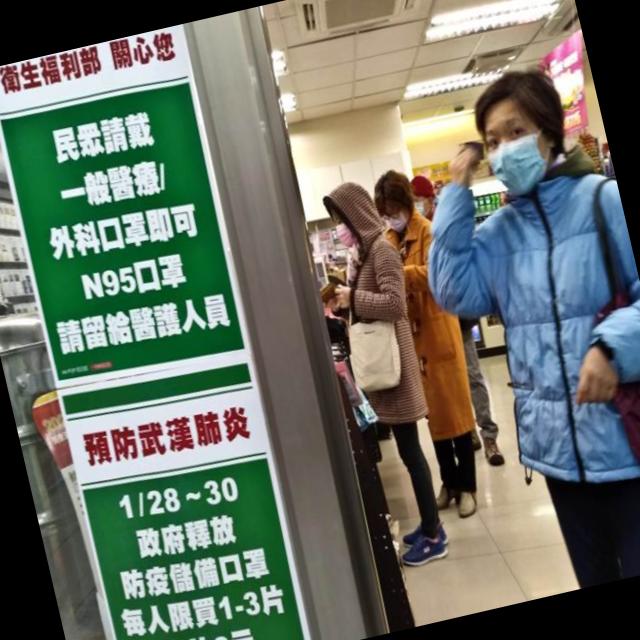 衛生福利部 關心您
民眾請戴
一般醫療/
外科口罩即可
N95口罩
請留給醫護人員
預防武漢肺炎
1/28~30
政府釋放
防疫儲備口罩
每人限買1-3片